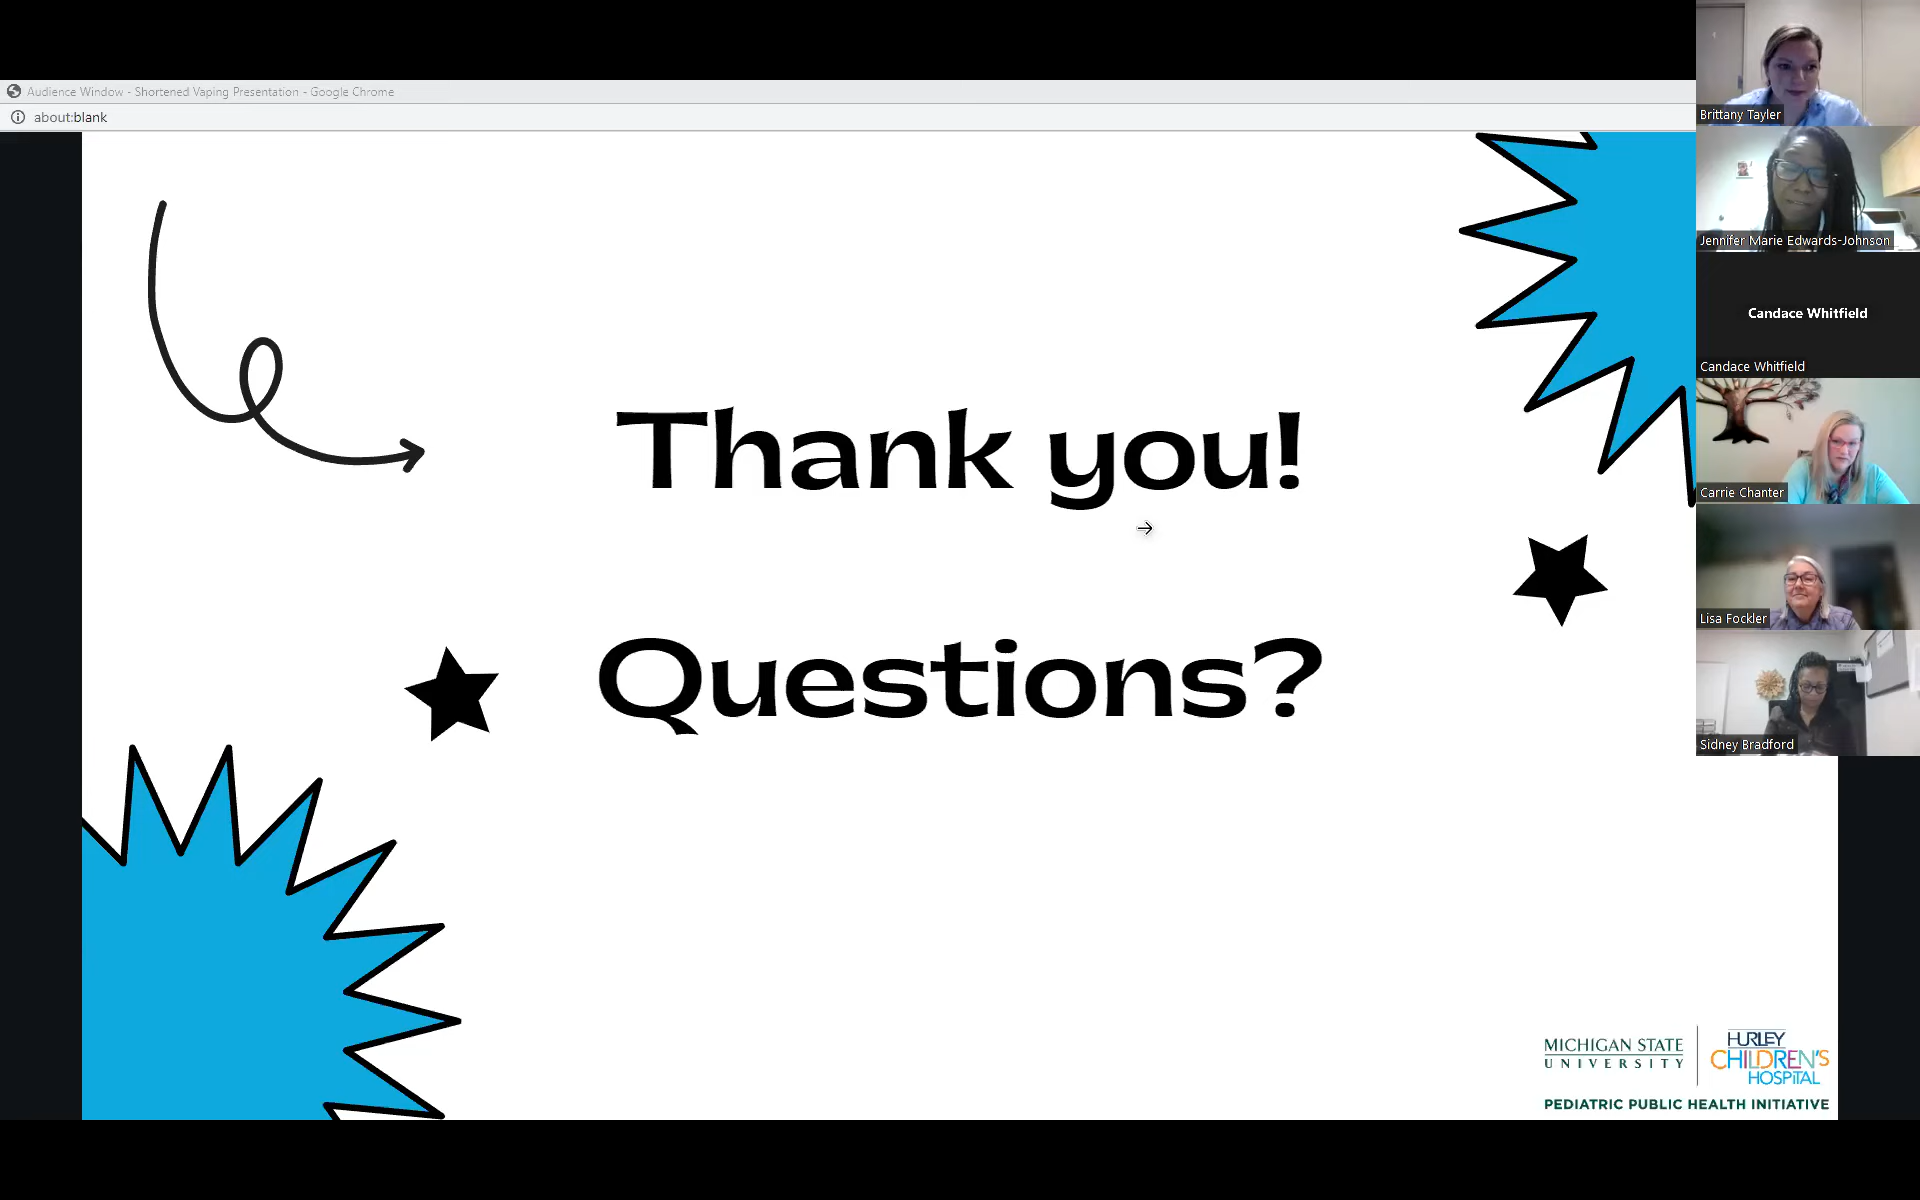 Audience Window - Shortened Vaping Presentation - Google Chrome
about:blank
Thank you!
Questions?
MICHIGAN STATE
UNIVERSITY
HURLEY
CHILDREN'S
HOSPITAL
PEDIATRIC PUBLIC HEALTH INITIATIVE
Brittany Tayler
Jennifer Marie Edwards-Johnson
Candace Whitfield
Candace Whitfield
Carrie Chanter
Lisa Fockler
Sidney Bradford